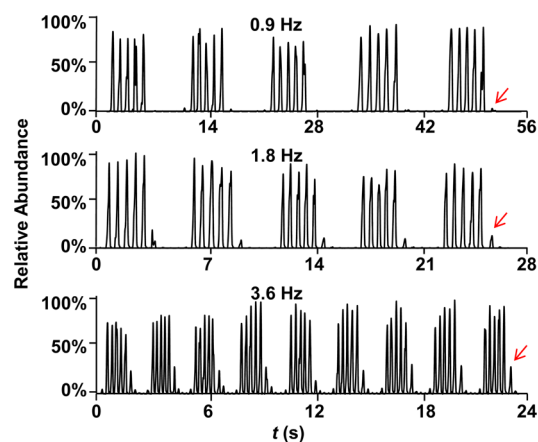 100%
0.9 Hz
50%
0%
0 14 28 42 56
100%
1.8 Hz
50%
0%
0 7 14 21 28
100%
3.6 Hz
50%
0%
0 6 12 18 24
Relative Abundance
t (s)